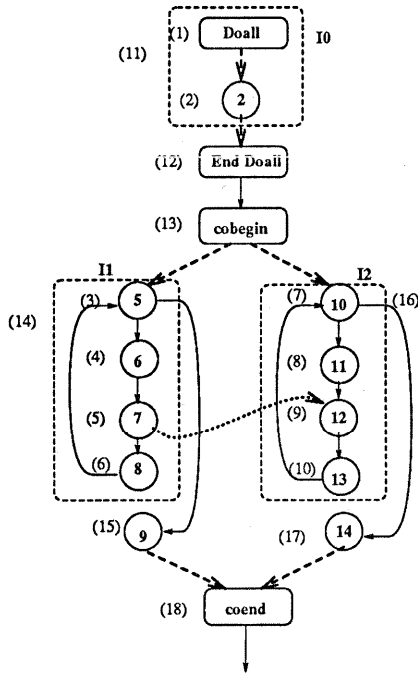 (1) Doall I0
(11)
(2) 2
(12) End Doall
(13) cobegin
I1 I2
(3) 5 (7) 10 (16)
(14)
(4) 6 (8) 11
(5) 7 (9) 12
(6) 8 (10) 13
(15) 9 14 (17)
(18) coend